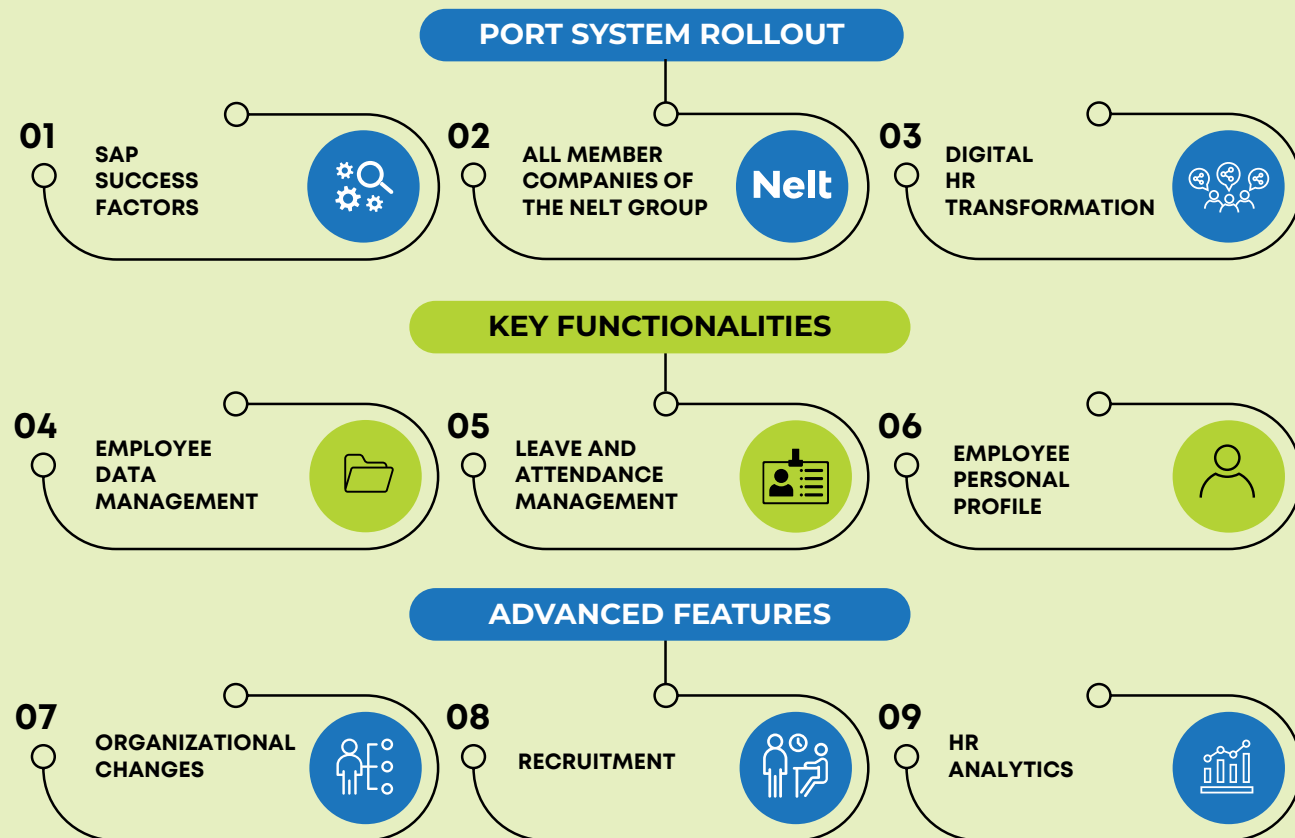 PORT SYSTEM ROLLOUT
01
SAP
SUCCESS
FACTORS
02
ALL MEMBER
COMPANIES OF
THE NELT GROUP
Nelt
03
DIGITAL
HR
TRANSFORMATION
KEY FUNCTIONALITIES
04
EMPLOYEE
DATA
MANAGEMENT
05
LEAVE AND
ATTENDANCE
MANAGEMENT
06
EMPLOYEE
PERSONAL
PROFILE
ADVANCED FEATURES
07
ORGANIZATIONAL
CHANGES
08
RECRUITMENT
09
HR
ANALYTICS